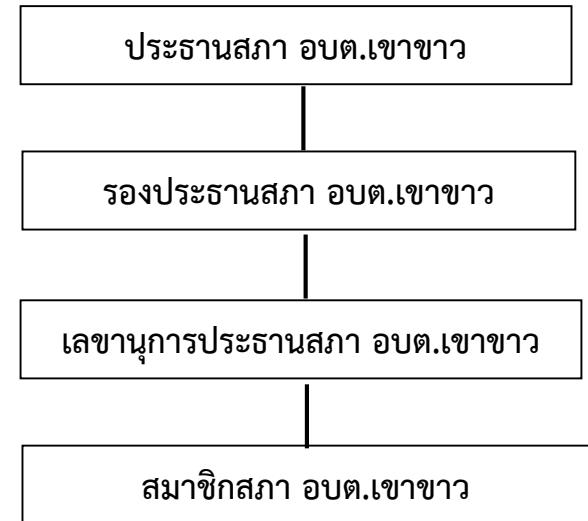 ประธานสภา อบต.เขาขาว
รองประธานสภา อบต.เขาขาว
เลขานุการประธานสภา อบต.เขาขาว
สมาชิกสภา อบต.เขาขาว